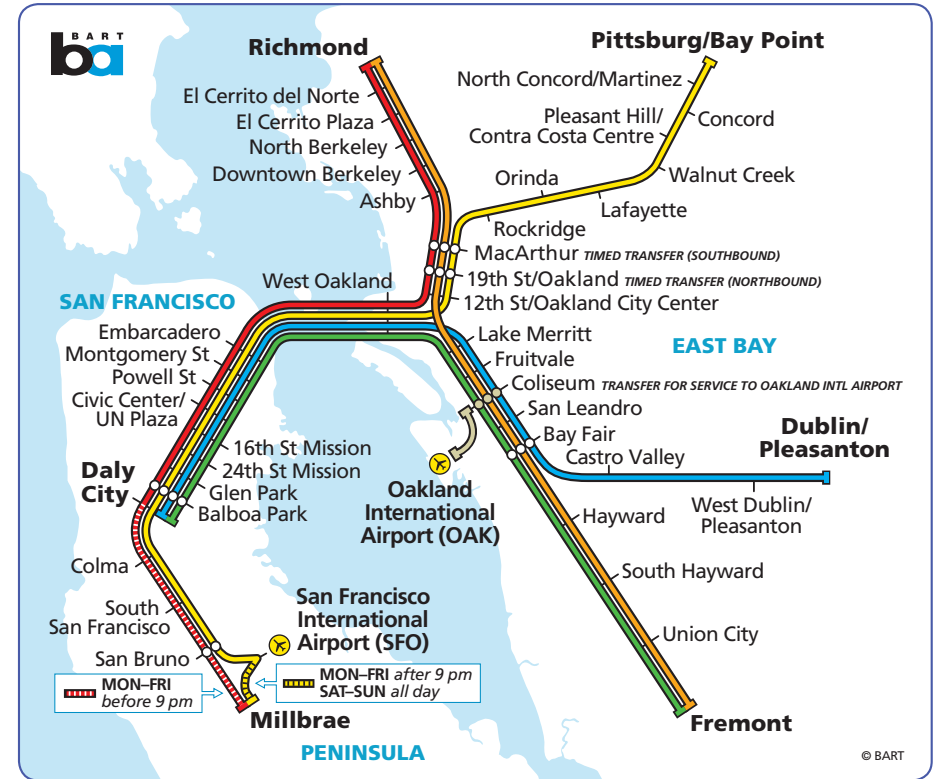 BART
ba
Richmond
Pittsburg/Bay Point
El Cerrito del Norte
El Cerrito Plaza
North Berkeley
Downtown Berkeley
Ashby
North Concord/Martinez
Pleasant Hill/
Contra Costa Centre
Concord
Walnut Creek
Orinda
Lafayette
Rockridge
MacArthur TIMED TRANSFER (SOUTHBOUND)
19th St/Oakland TIMED TRANSFER (NORTHBOUND)
12th St/Oakland City Center
West Oakland
SAN FRANCISCO
Embarcadero
Montgomery St
Powell St
Civic Center/
UN Plaza
16th St Mission
24th St Mission
Glen Park
Balboa Park
Daly
City
Lake Merritt
Fruitvale
EAST BAY
Coliseum TRANSFER FOR SERVICE TO OAKLAND INTL AIRPORT
San Leandro
Bay Fair
Castro Valley
Dublin/
Pleasanton
West Dublin/
Pleasanton
Oakland
International
Airport (OAK)
Hayward
South Hayward
Union City
Fremont
Colma
South
San Francisco
San Bruno
San Francisco
International
Airport (SFO)
MON–FRI
before 9 pm
MON–FRI after 9 pm
SAT–SUN all day
Millbrae
PENINSULA
© BART